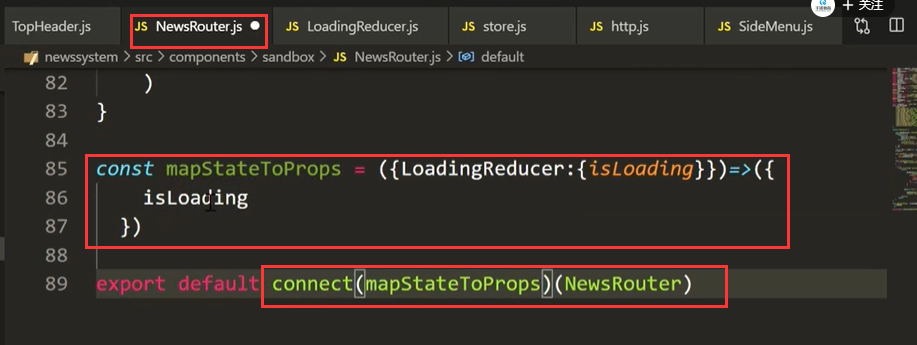 + 关注
TopHeader.js
JS NewsRouter.js
JS LoadingReducer.js
JS store.js
JS http.js
JS SideMenu.js
newssystem > src > components > sandbox > JS NewsRouter.js > default
82 )
83 }
84
85 const mapStateToProps = ({LoadingReducer:{isLoading}})=>({
86 isLoading
87 })
88
89 export default connect(mapStateToProps)(NewsRouter)